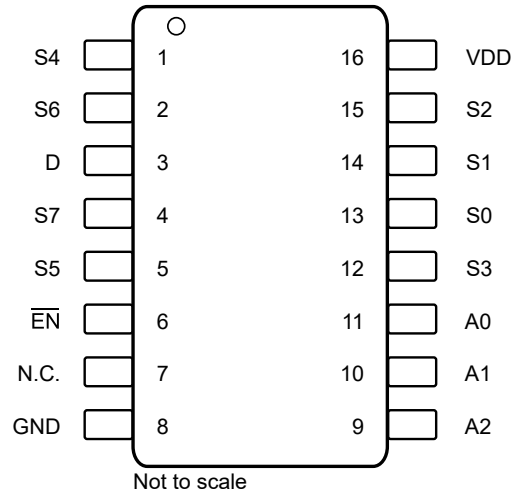 S4 1 16 VDD
S6 2 15 S2
D 3 14 S1
S7 4 13 S0
S5 5 12 S3
E̅N̅ 6 11 A0
N.C. 7 10 A1
GND 8 9 A2
Not to scale